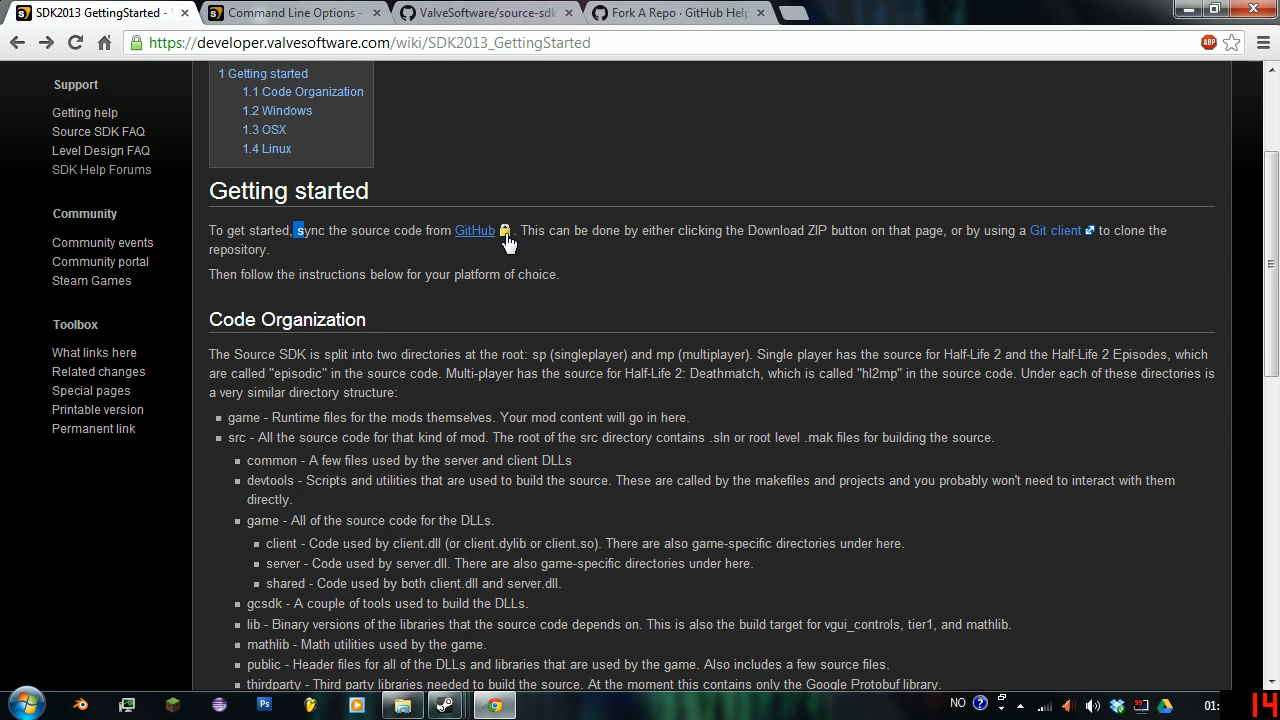 SDK2013 GettingStarted -
Command Line Options -
ValveSoftware/source-sdk
Fork A Repo · GitHub Help
https://developer.valvesoftware.com/wiki/SDK2013_GettingStarted
ABP
Support
Getting help
Source SDK FAQ
Level Design FAQ
SDK Help Forums
Community
Community events
Community portal
Steam Games
Toolbox
What links here
Related changes
Special pages
Printable version
Permanent link
1 Getting started
1.1 Code Organization
1.2 Windows
1.3 OSX
1.4 Linux
Getting started
To get started, sync the source code from GitHub . This can be done by either clicking the Download ZIP button on that page, or by using a Git client to clone the
repository.
Then follow the instructions below for your platform of choice.
Code Organization
The Source SDK is split into two directories at the root: sp (singleplayer) and mp (multiplayer). Single player has the source for Half-Life 2 and the Half-Life 2 Episodes, which
are called "episodic" in the source code. Multi-player has the source for Half-Life 2: Deathmatch, which is called "hl2mp" in the source code. Under each of these directories is
a very similar directory structure:
game - Runtime files for the mods themselves. Your mod content will go in here.
src - All the source code for that kind of mod. The root of the src directory contains .sln or root level .mak files for building the source.
common - A few files used by the server and client DLLs
devtools - Scripts and utilities that are used to build the source. These are called by the makefiles and projects and you probably won't need to interact with them
directly.
game - All of the source code for the DLLs.
client - Code used by client.dll (or client.dylib or client.so). There are also game-specific directories under here.
server - Code used by server.dll. There are also game-specific directories under here.
shared - Code used by both client.dll and server.dll.
gcsdk - A couple of tools used to build the DLLs.
lib - Binary versions of the libraries that the source code depends on. This is also the build target for vgui_controls, tier1, and mathlib.
mathlib - Math utilities used by the game.
public - Header files for all of the DLLs and libraries that are used by the game. Also includes a few source files.
thirdparty - Third party libraries needed to build the source. At the moment this contains only the Google Protobuf library.
Ps
NO
01:
14